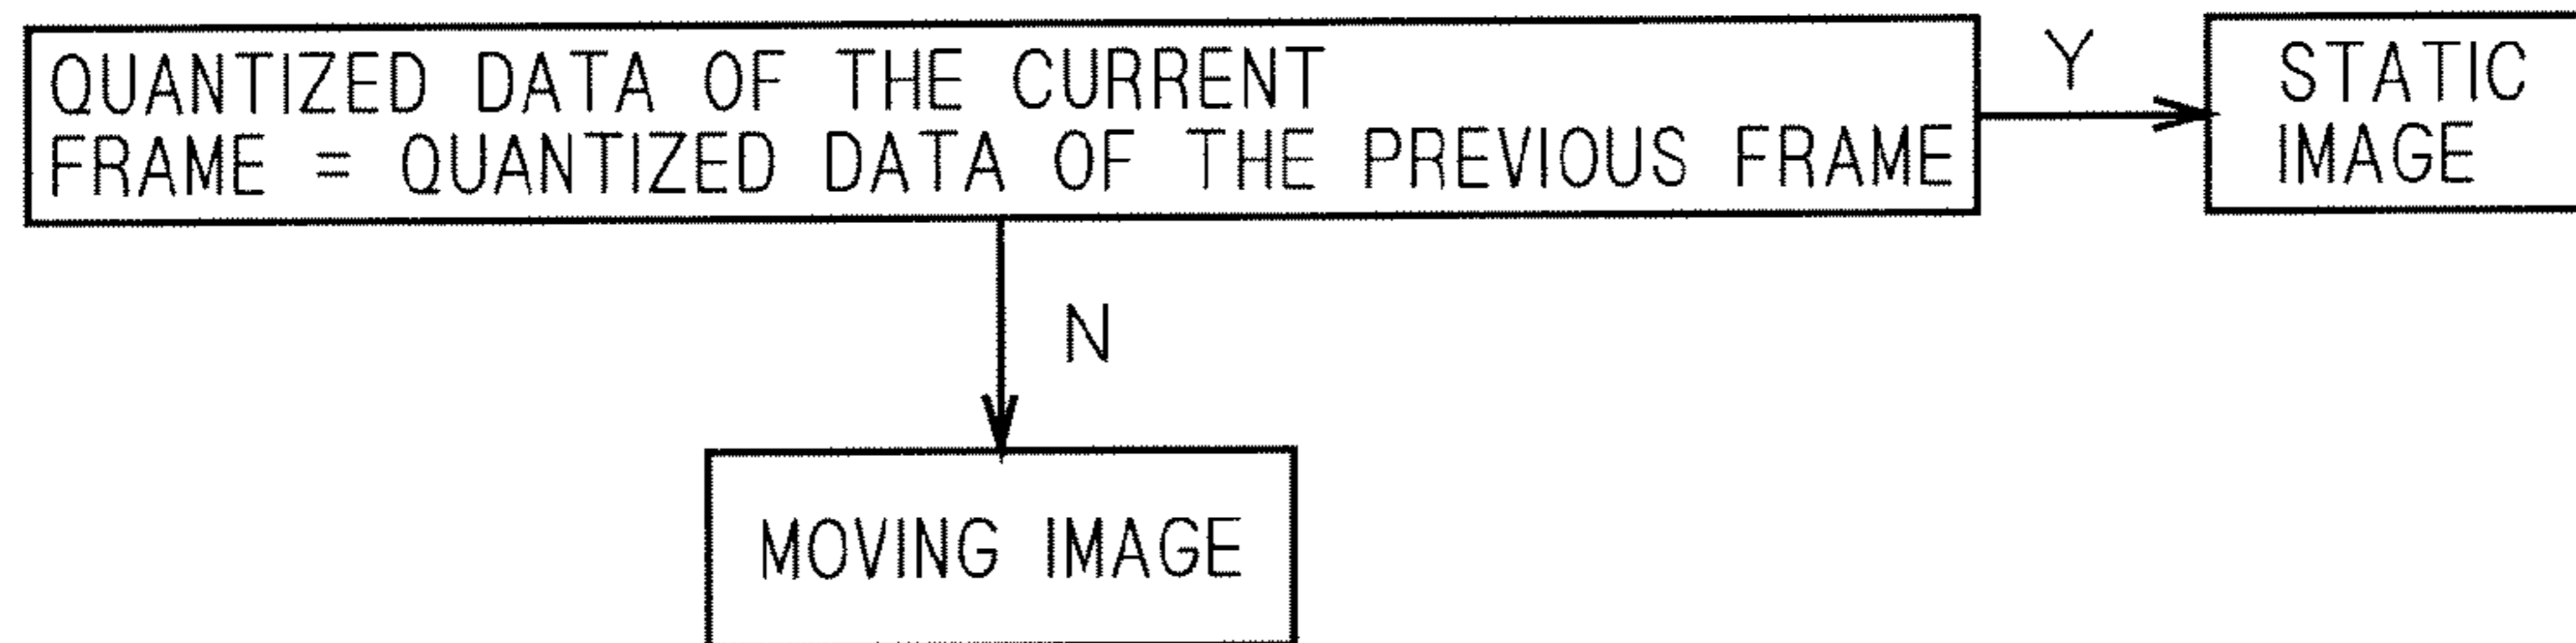 QUANTIZED DATA OF THE CURRENT
FRAME = QUANTIZED DATA OF THE PREVIOUS FRAME
Y
STATIC
IMAGE
N
MOVING IMAGE